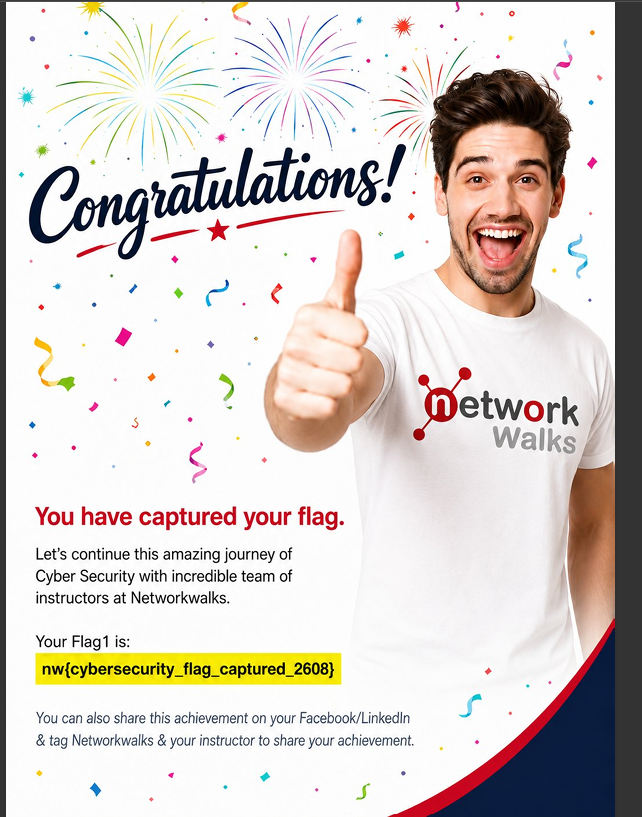 Congratulations!
network
Walks
You have captured your flag.
Let's continue this amazing journey of
Cyber Security with incredible team of
instructors at Networkwalks.
Your Flag1 is:
nw{cybersecurity_flag_captured_2608}
You can also share this achievement on your Facebook/LinkedIn
& tag Networkwalks & your instructor to share your achievement.